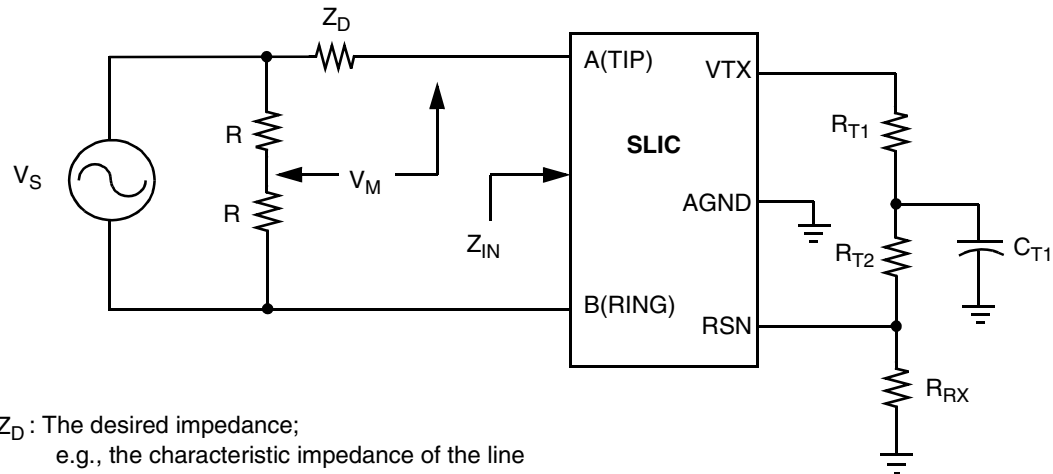 Z_D
A(TIP)
VTX
R
R_T1
SLIC
V_S
V_M
R
AGND
Z_IN
R_T2
C_T1
B(RING)
RSN
R_RX
Z_D : The desired impedance;
e.g., the characteristic impedance of the line